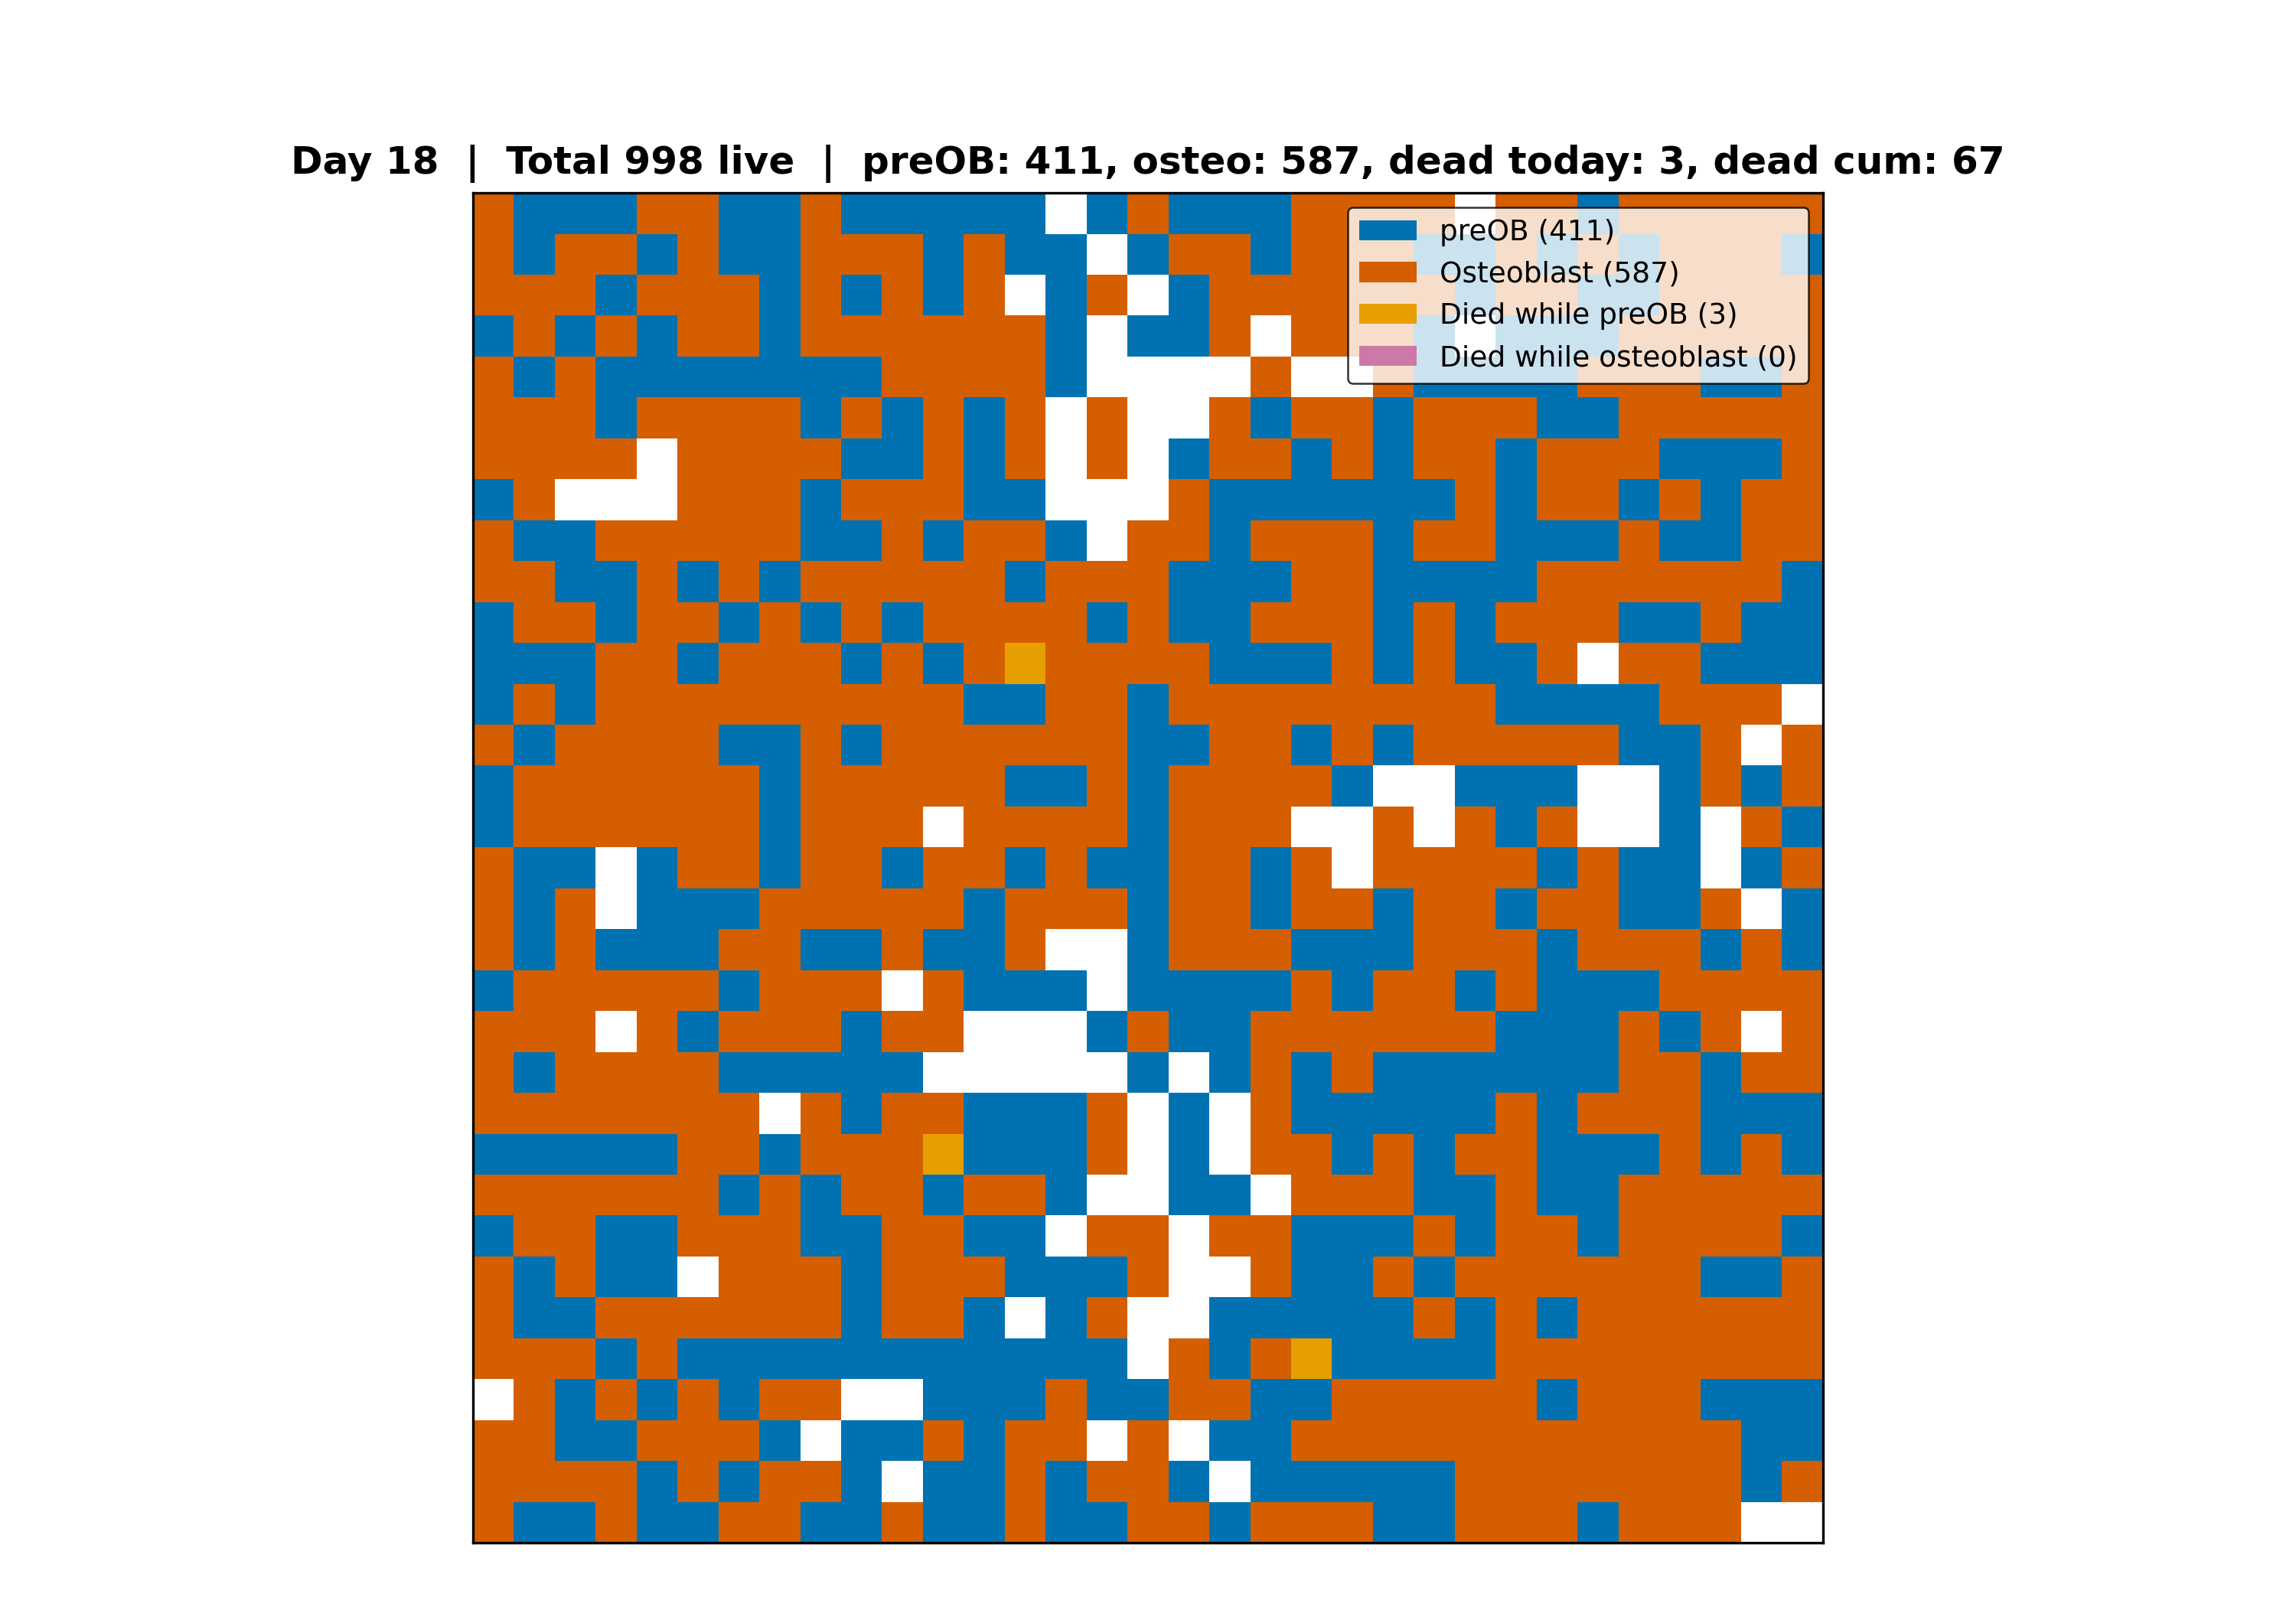 Day 18 | Total 998 live | preOB: 411, osteo: 587, dead today: 3, dead cum: 67
preOB (411)
Osteoblast (587)
Died while preOB (3)
Died while osteoblast (0)